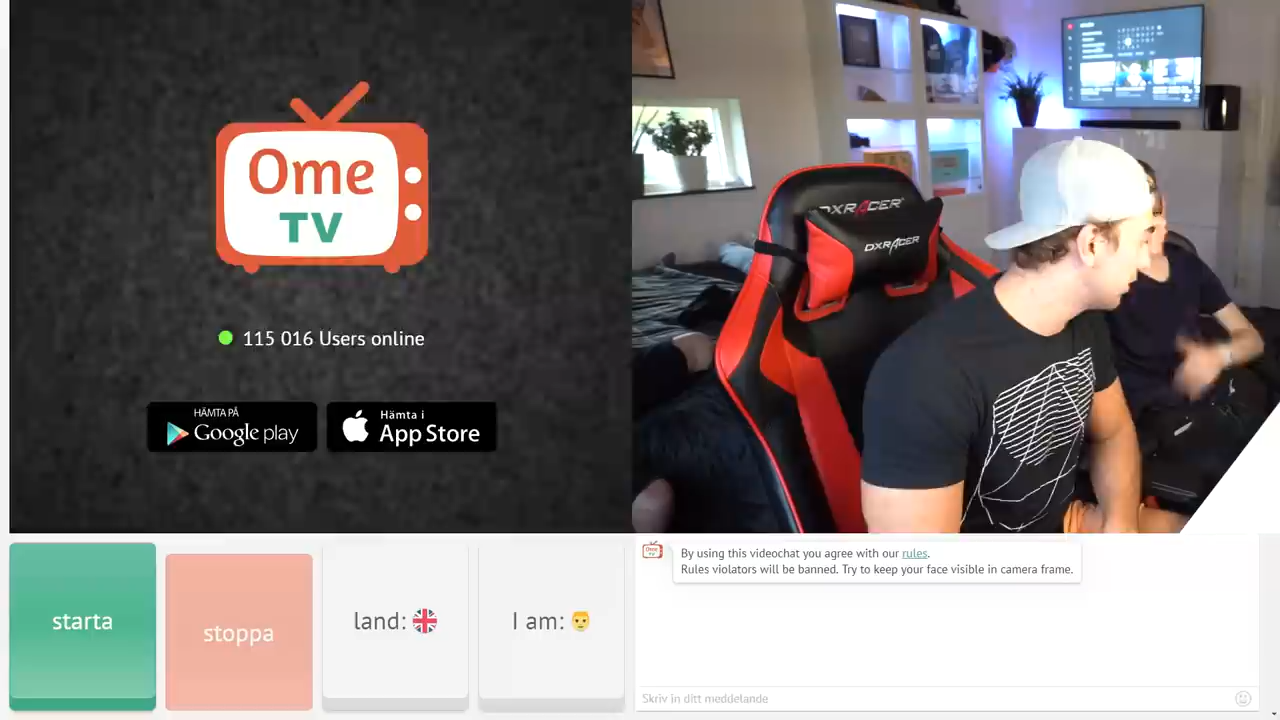 Ome
TV
115 016 Users online
HÄMTA PÅ
Google play
Hämta i
App Store
DXRACER
DXRACER
starta
stoppa
land:
I am:
Ome
TV
By using this videochat you agree with our rules.
Rules violators will be banned. Try to keep your face visible in camera frame.
Skriv in ditt meddelande